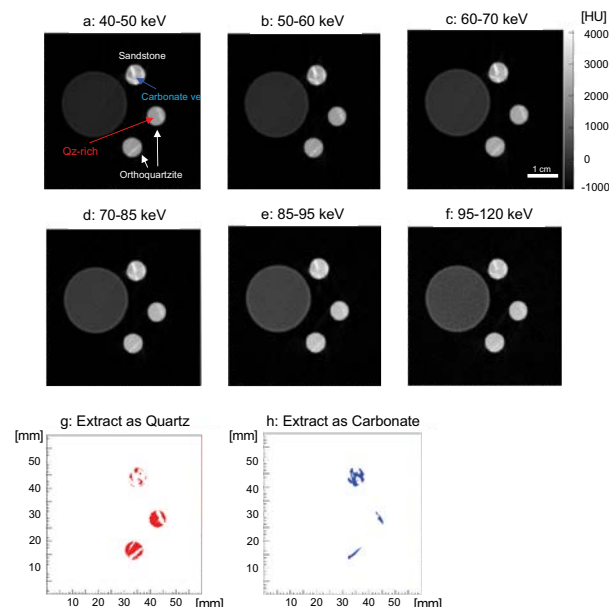 a: 40-50 keV
b: 50-60 keV
c: 60-70 keV
[HU]
4000
3000
2000
1000
0
-1000
Sandstone
Carbonate ve
Qz-rich
Orthoquartzite
1 cm
d: 70-85 keV
e: 85-95 keV
f: 95-120 keV
g: Extract as Quartz
h: Extract as Carbonate
[mm]
[mm]
50
40
30
20
10
50
40
30
20
10
10 20 30 40 50 [mm]
10 20 30 40 50 [mm]